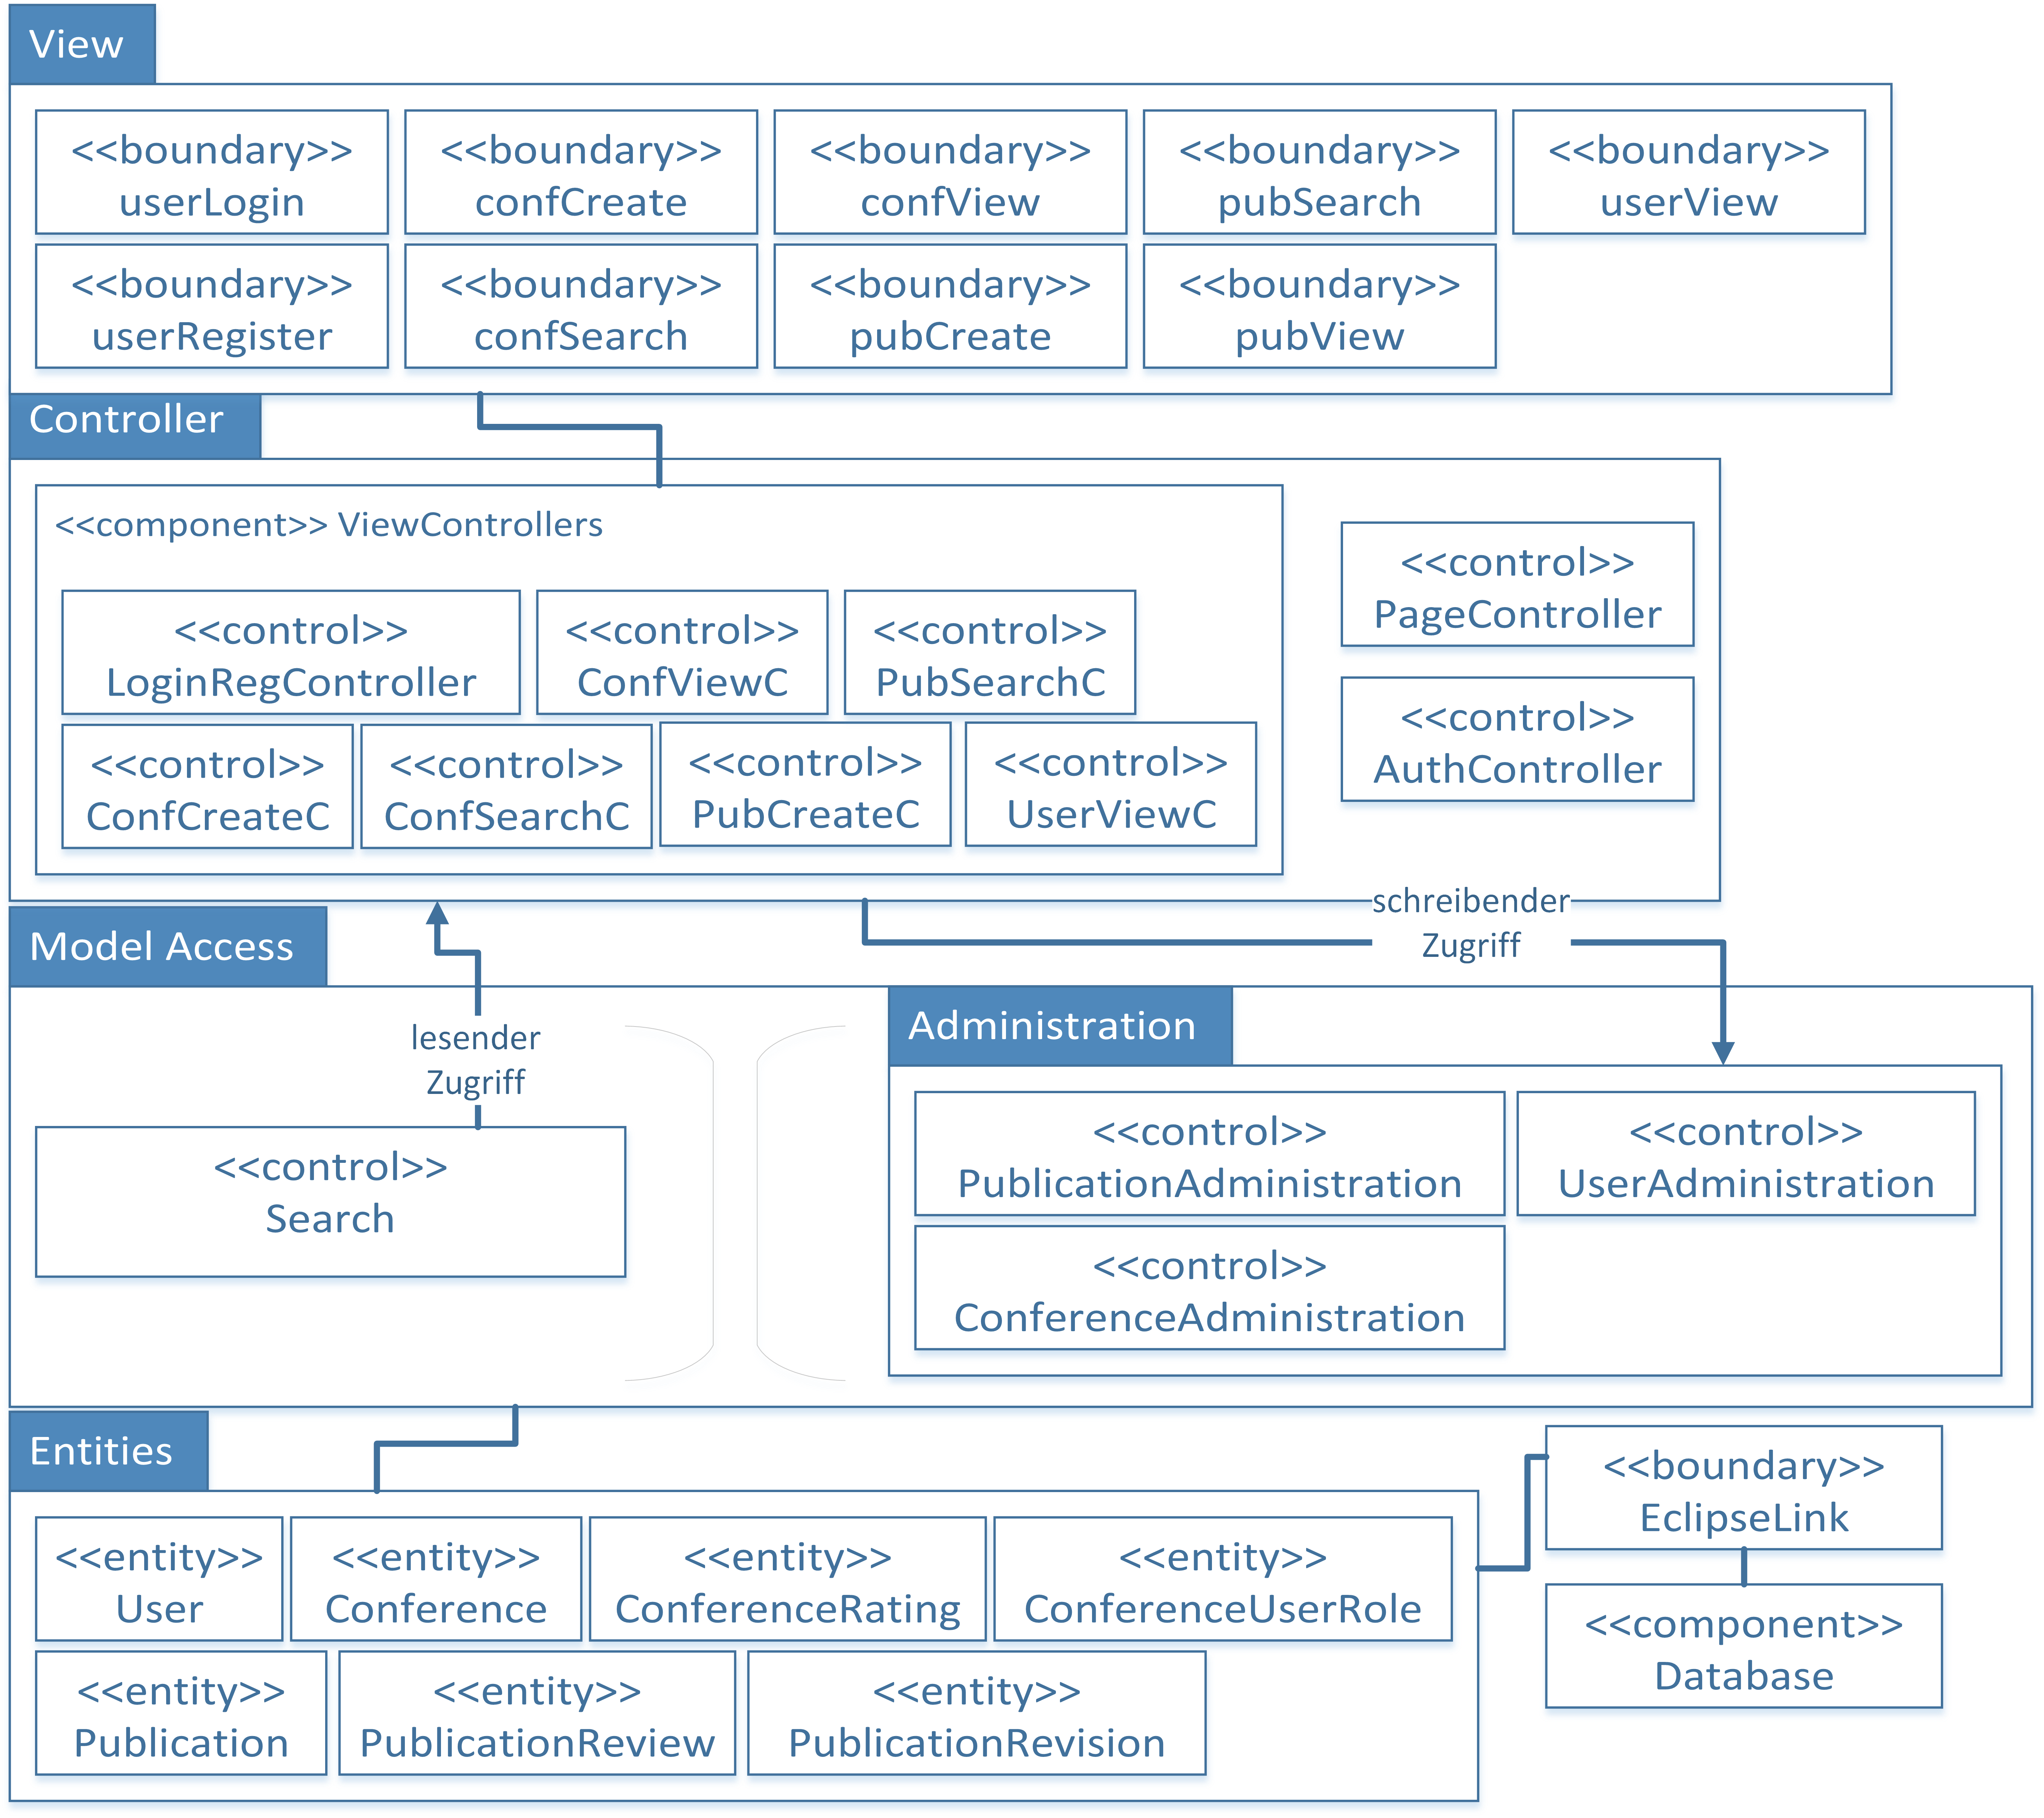 View
<<boundary>>
userLogin
<<boundary>>
confCreate
<<boundary>>
confView
<<boundary>>
pubSearch
<<boundary>>
userView
<<boundary>>
userRegister
<<boundary>>
confSearch
<<boundary>>
pubCreate
<<boundary>>
pubView
Controller
<<component>> ViewControllers
<<control>>
LoginRegController
<<control>>
ConfViewC
<<control>>
PubSearchC
<<control>>
ConfCreateC
<<control>>
ConfSearchC
<<control>>
PubCreateC
<<control>>
UserViewC
<<control>>
PageController
<<control>>
AuthController
schreibender
Zugriff
Model Access
lesender
Zugriff
<<control>>
Search
Administration
<<control>>
PublicationAdministration
<<control>>
UserAdministration
<<control>>
ConferenceAdministration
Entities
<<entity>>
User
<<entity>>
Conference
<<entity>>
ConferenceRating
<<entity>>
ConferenceUserRole
<<entity>>
Publication
<<entity>>
PublicationReview
<<entity>>
PublicationRevision
<<boundary>>
EclipseLink
<<component>>
Database